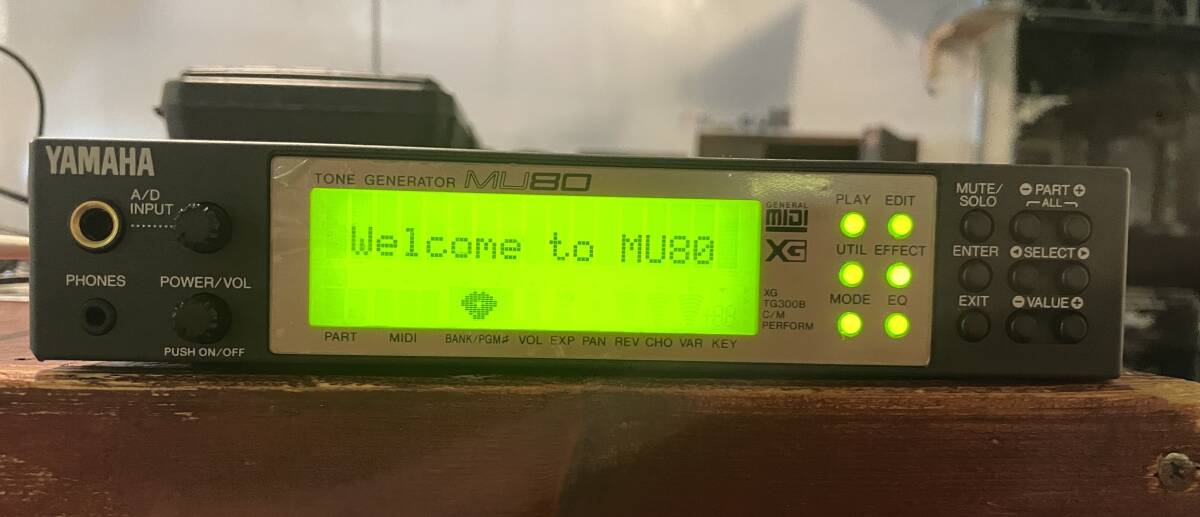 YAMAHA
A/D
INPUT
PHONES
POWER/VOL
PUSH ON/OFF
TONE GENERATOR MU80
Welcome to MU80
PART MIDI BANK/PGM# VOL EXP PAN REV CHO VAR KEY
GENERAL
MIDI
XG
XG
TG300B
C/M
PERFORM
PLAY EDIT
UTIL EFFECT
MODE EQ
MUTE/
SOLO
ENTER
EXIT
PART
ALL
SELECT
VALUE